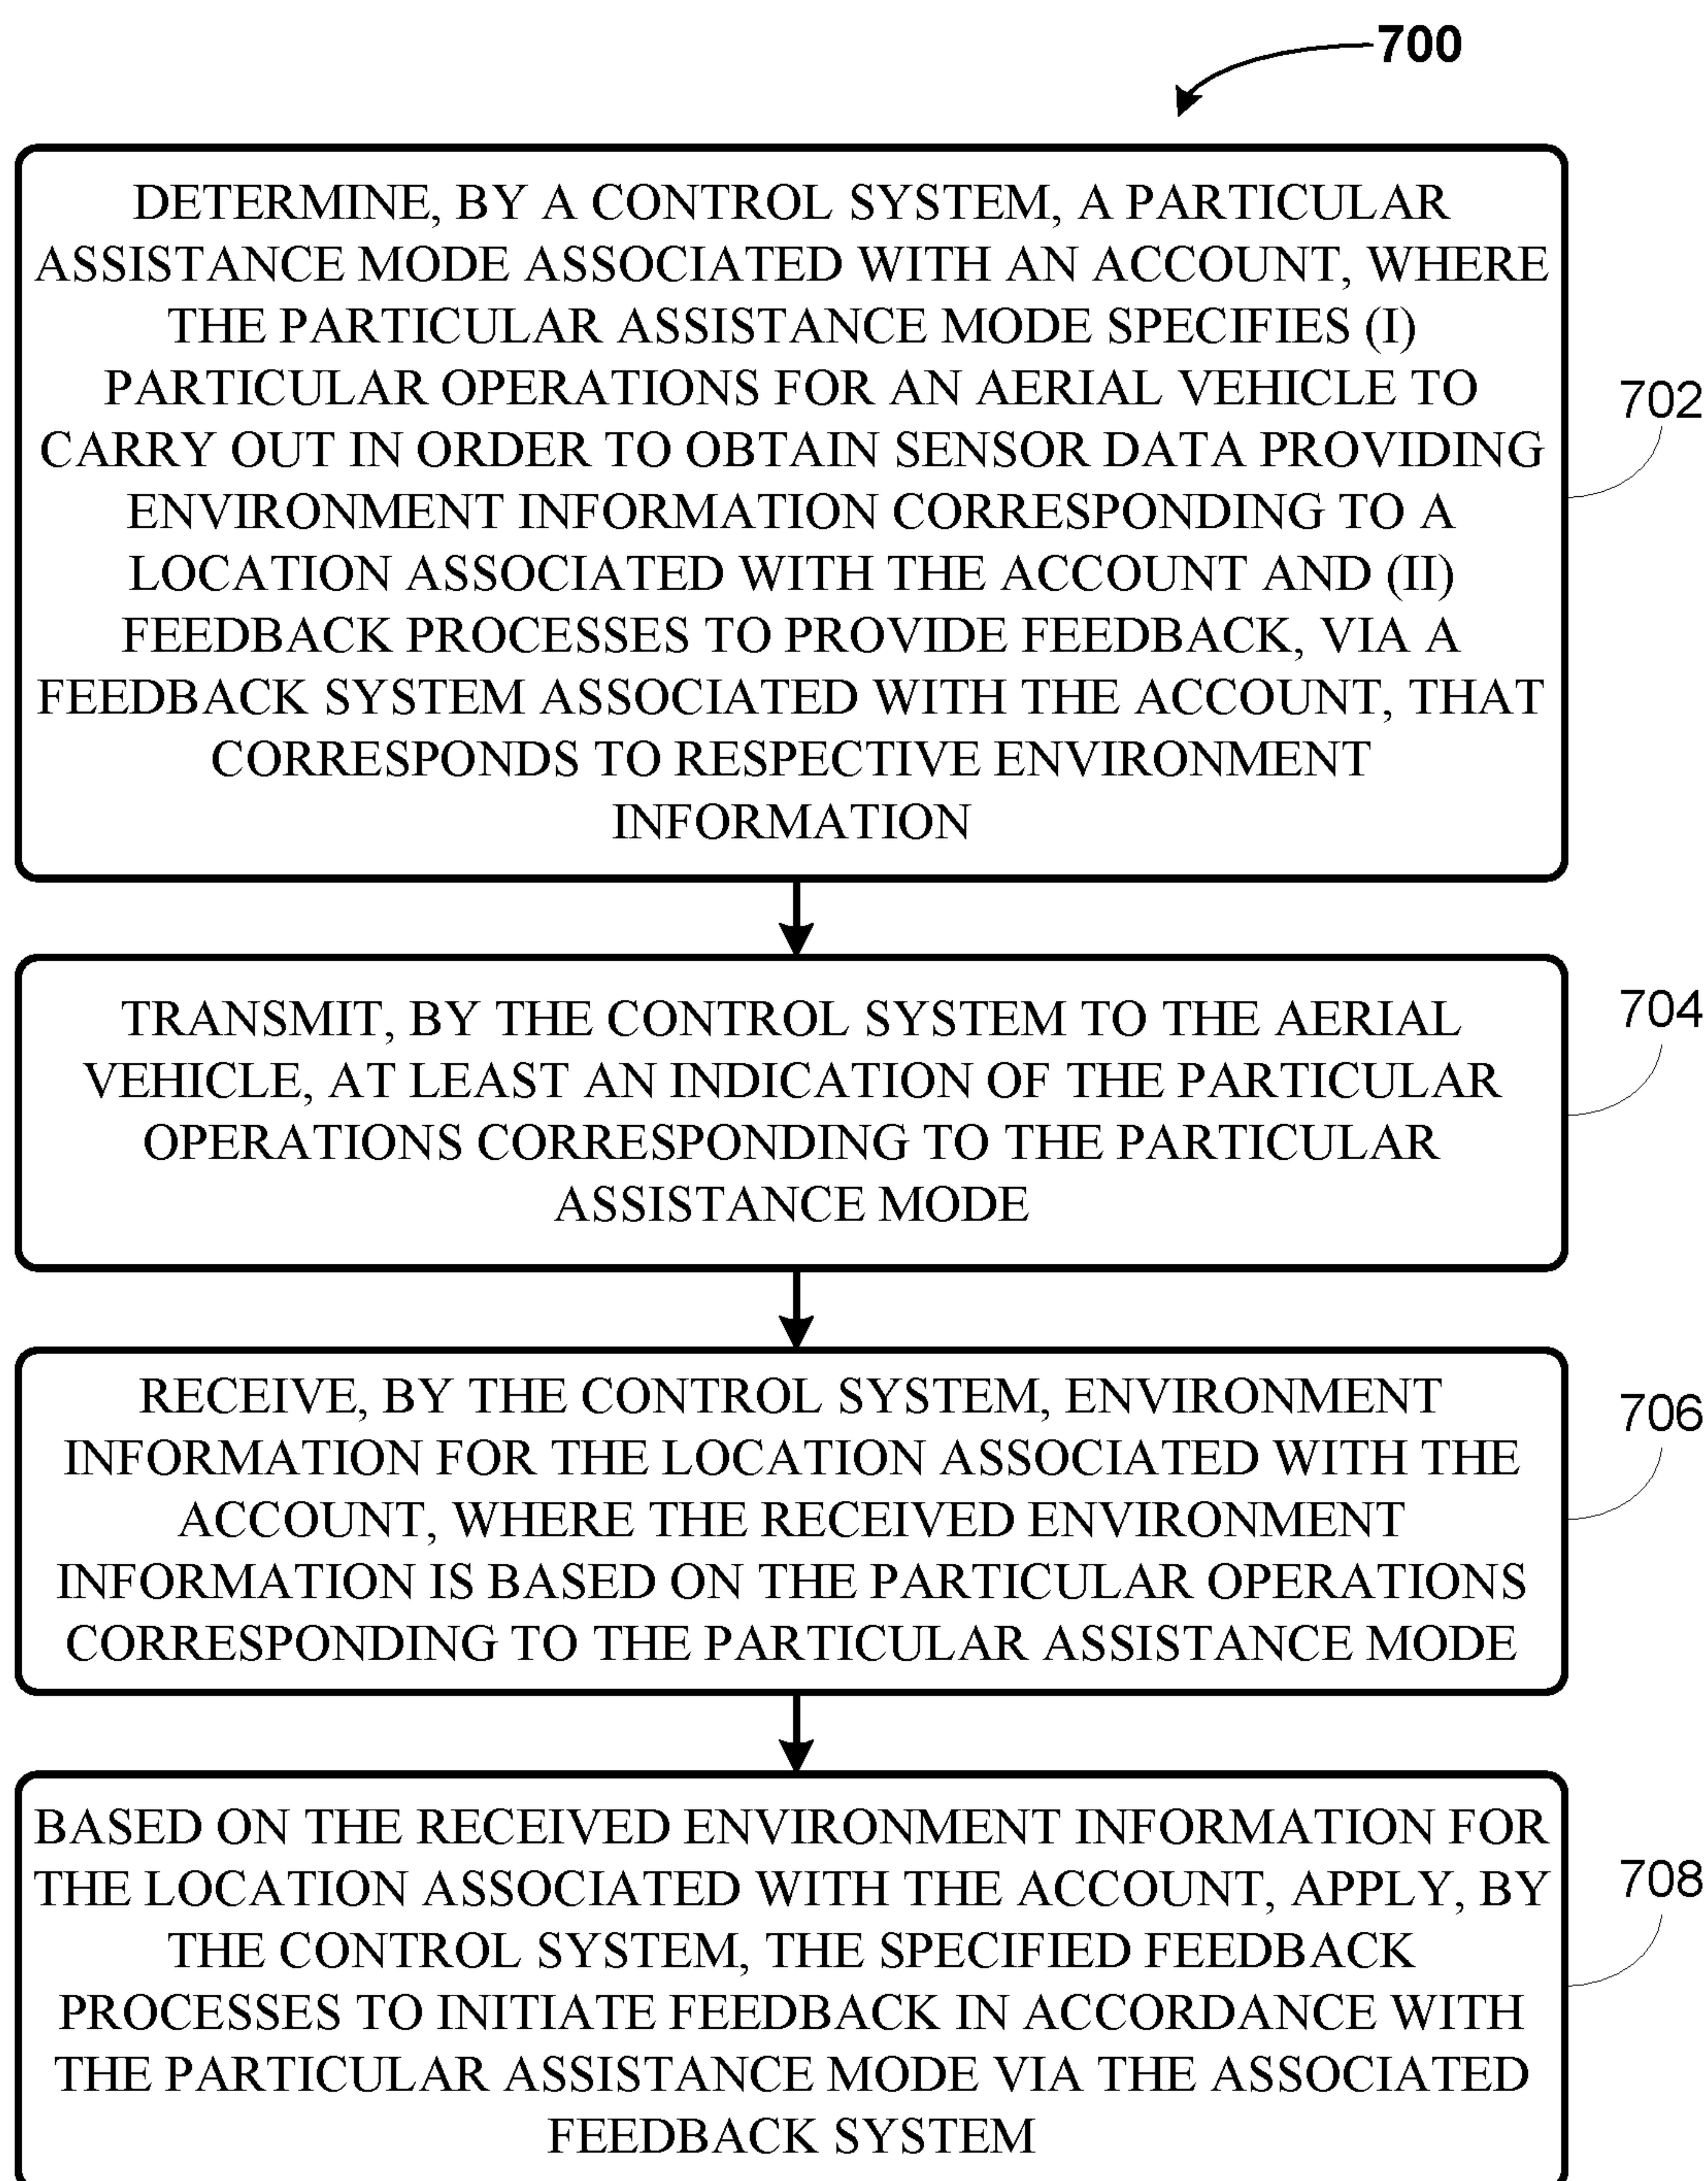 700
DETERMINE, BY A CONTROL SYSTEM, A PARTICULAR
ASSISTANCE MODE ASSOCIATED WITH AN ACCOUNT, WHERE
THE PARTICULAR ASSISTANCE MODE SPECIFIES (I)
PARTICULAR OPERATIONS FOR AN AERIAL VEHICLE TO
CARRY OUT IN ORDER TO OBTAIN SENSOR DATA PROVIDING
ENVIRONMENT INFORMATION CORRESPONDING TO A
LOCATION ASSOCIATED WITH THE ACCOUNT AND (II)
FEEDBACK PROCESSES TO PROVIDE FEEDBACK, VIA A
FEEDBACK SYSTEM ASSOCIATED WITH THE ACCOUNT, THAT
CORRESPONDS TO RESPECTIVE ENVIRONMENT
INFORMATION
702
TRANSMIT, BY THE CONTROL SYSTEM TO THE AERIAL
VEHICLE, AT LEAST AN INDICATION OF THE PARTICULAR
OPERATIONS CORRESPONDING TO THE PARTICULAR
ASSISTANCE MODE
704
RECEIVE, BY THE CONTROL SYSTEM, ENVIRONMENT
INFORMATION FOR THE LOCATION ASSOCIATED WITH THE
ACCOUNT, WHERE THE RECEIVED ENVIRONMENT
INFORMATION IS BASED ON THE PARTICULAR OPERATIONS
CORRESPONDING TO THE PARTICULAR ASSISTANCE MODE
706
BASED ON THE RECEIVED ENVIRONMENT INFORMATION FOR
THE LOCATION ASSOCIATED WITH THE ACCOUNT, APPLY, BY
THE CONTROL SYSTEM, THE SPECIFIED FEEDBACK
PROCESSES TO INITIATE FEEDBACK IN ACCORDANCE WITH
THE PARTICULAR ASSISTANCE MODE VIA THE ASSOCIATED
FEEDBACK SYSTEM
708